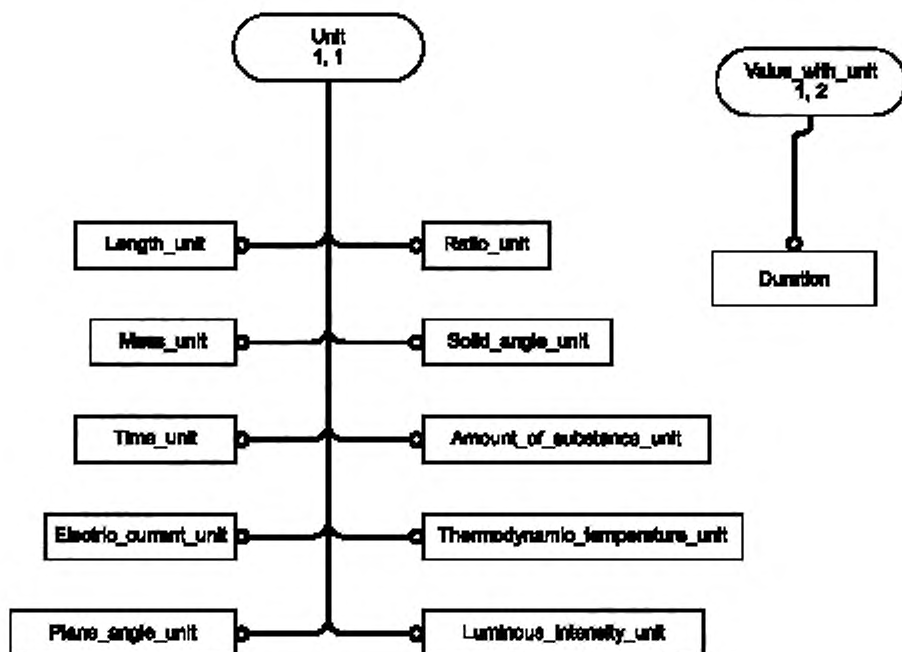 Unit
1, 1
Value_with_unit
1, 2
Length_unit
Ratio_unit
Duration
Mass_unit
Solid_angle_unit
Time_unit
Amount_of_substance_unit
Electric_current_unit
Thermodynamic_temperature_unit
Plane_angle_unit
Luminous_intensity_unit